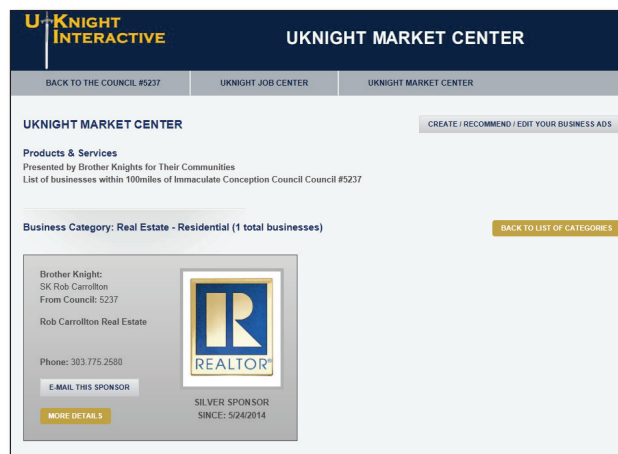 U KNIGHT
INTERACTIVE
UKNIGHT MARKET CENTER
BACK TO THE COUNCIL #5237
UKNIGHT JOB CENTER
UKNIGHT MARKET CENTER
UKNIGHT MARKET CENTER
CREATE / RECOMMEND / EDIT YOUR BUSINESS ADS
Products & Services
Presented by Brother Knights for Their Communities
List of businesses within 100miles of Immaculate Conception Council Council #5237
Business Category: Real Estate - Residential (1 total businesses)
BACK TO LIST OF CATEGORIES
Brother Knight:
SK Rob Carrollton
From Council: 5237
Rob Carrollton Real Estate
Phone: 303.775.2580
E-MAIL THIS SPONSOR
MORE DETAILS
R
REALTOR®
SILVER SPONSOR
SINCE: 5/24/2014